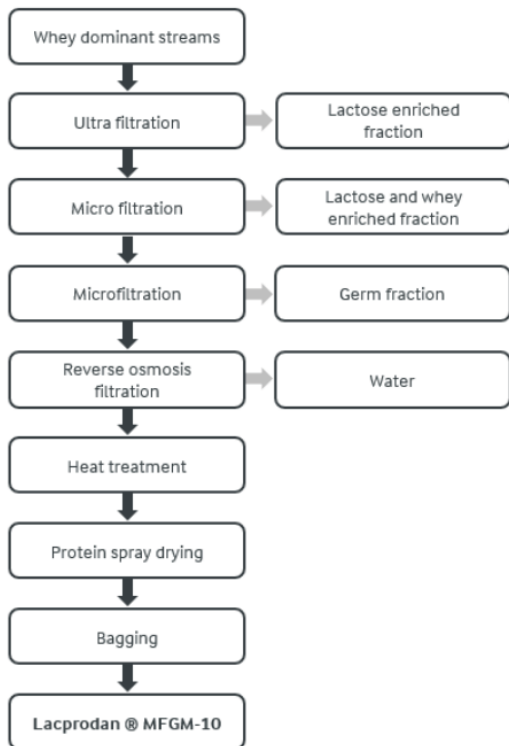 Whey dominant streams
Ultra filtration
Lactose enriched
fraction
Micro filtration
Lactose and whey
enriched fraction
Microfiltration
Germ fraction
Reverse osmosis
filtration
Water
Heat treatment
Protein spray drying
Bagging
Lacprodan ® MFGM-10